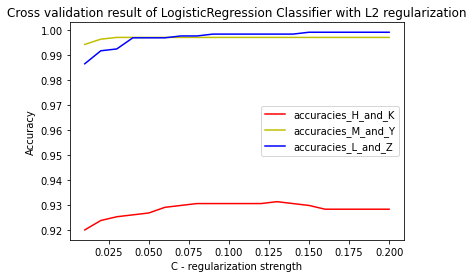 Cross validation result of LogisticRegression Classifier with L2 regularization
1.00
0.99
0.98
0.97
0.96
0.95
0.94
0.93
0.92
Accuracy
accuracies_H_and_K
accuracies_M_and_Y
accuracies_L_and_Z
0.025 0.050 0.075 0.100 0.125 0.150 0.175 0.200
C - regularization strength